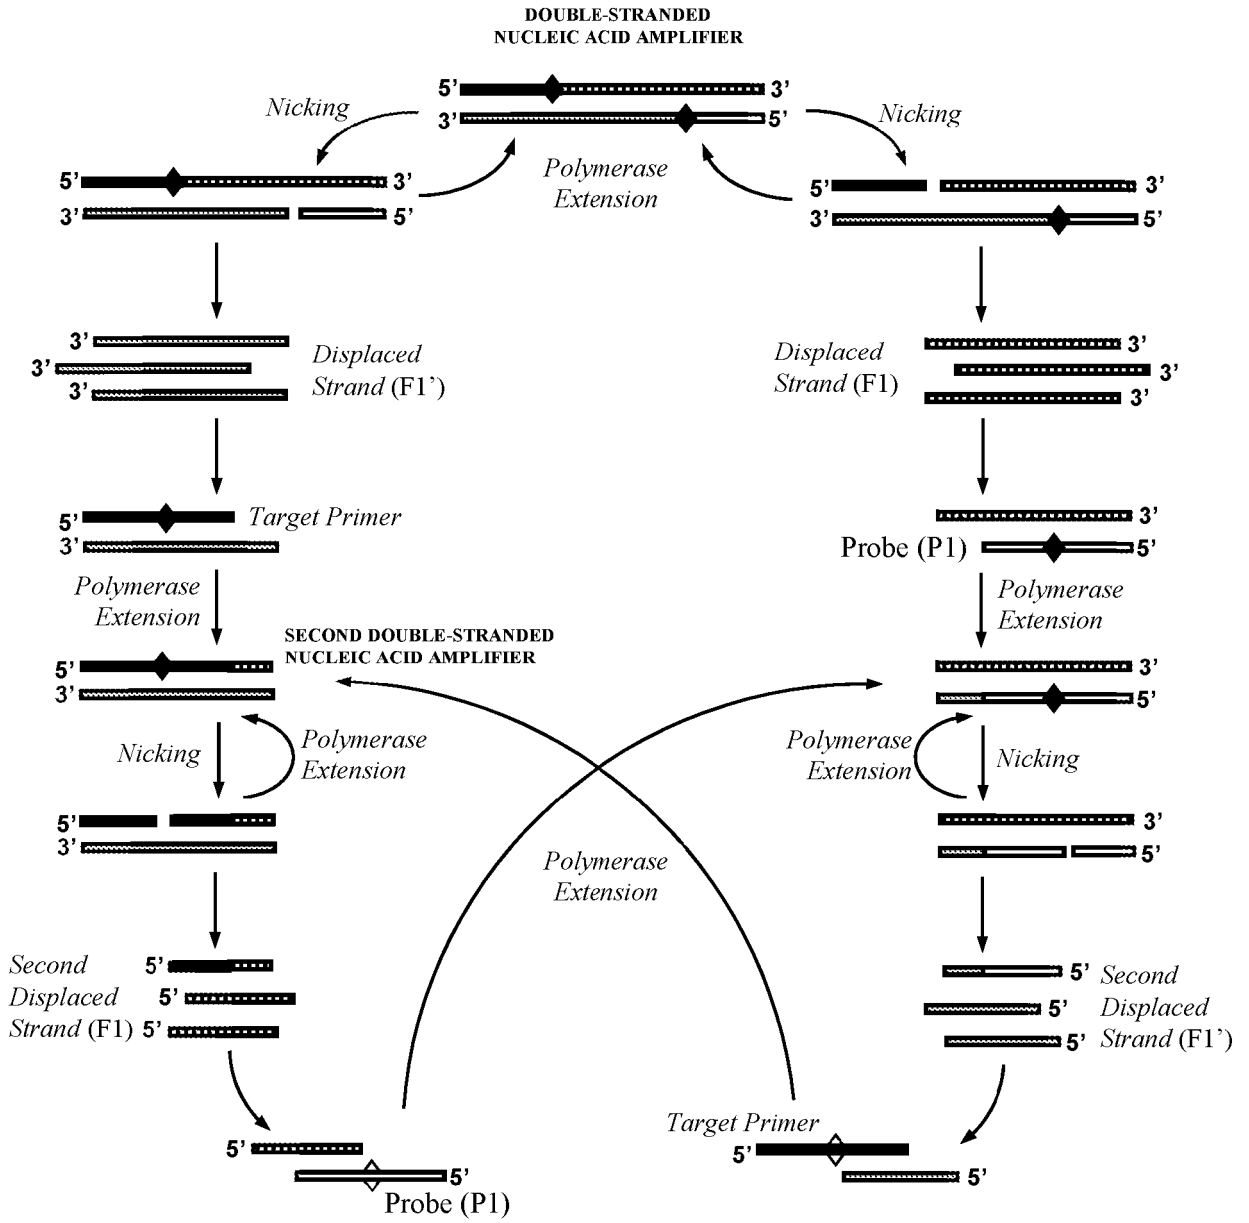 DOUBLE-STRANDED
NUCLEIC ACID AMPLIFIER
5' 3'
3' 5'
Nicking
Nicking
Polymerase
Extension
5' 3'
3' 5'
5' 3'
3' 5'
3'
3'
3'
Displaced
Strand (F1')
Displaced
Strand (F1)
3'
3'
3'
5' Target Primer
3'
3'
Probe (P1) 5'
Polymerase
Extension
Polymerase
Extension
SECOND DOUBLE-STRANDED
NUCLEIC ACID AMPLIFIER
5'
3'
3'
5'
Nicking
Polymerase
Extension
Polymerase
Extension
Nicking
5'
3'
3'
5'
Polymerase
Extension
Second
Displaced
Strand (F1)
5'
5'
5'
5'
5'
5'
Second
Displaced
Strand (F1')
5'
5'
Probe (P1)
Target Primer
5'
5'